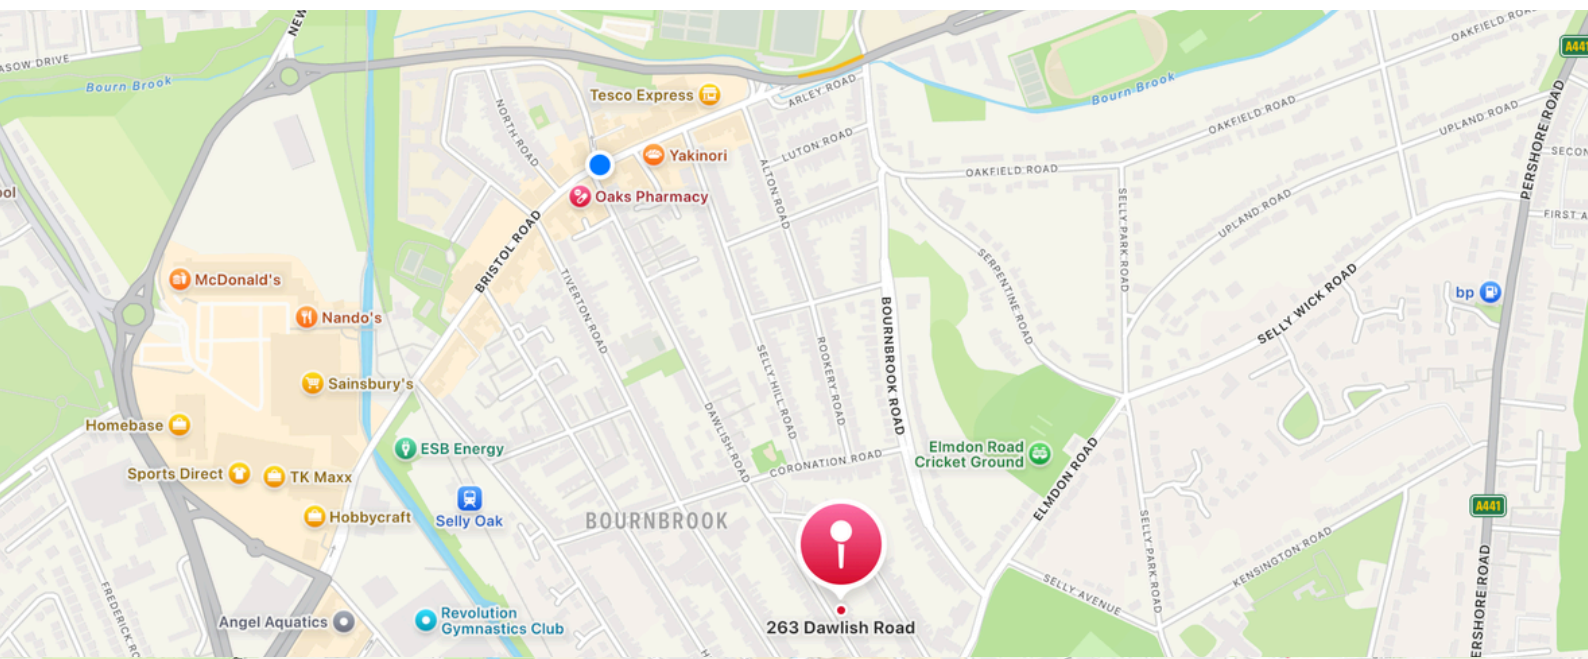 NEW
ASOW DRIVE
Bourn Brook
Tesco Express
ARLEY ROAD
Bourn Brook
OAKFIELD ROAD
A441
NORTH ROAD
Yakinori
LUTON ROAD
OAKFIELD ROAD
UPLAND ROAD
PERSHORE ROAD
SECON
ool
Oaks Pharmacy
ALTON ROAD
OAKFIELD ROAD
SELLY PARK ROAD
UPLAND ROAD
FIRST A
BRISTOL ROAD
McDonald's
TIVERTON ROAD
SERPENTINE ROAD
SELLY WICK ROAD
bp
Nando's
BOURNBROOK ROAD
SELLY HILL ROAD
ROOKERY ROAD
Sainsbury's
Homebase
DAWLISH ROAD
ESB Energy
Elmdon Road
Cricket Ground
CORONATION ROAD
ELMDON ROAD
Sports Direct
TK Maxx
Hobbycraft
Selly Oak
BOURNBROOK
A441
SELLY PARK ROAD
KENSINGTON ROAD
SELLY AVENUE
FREDERICK RO
Angel Aquatics
Revolution
Gymnastics Club
263 Dawlish Road
ERSHORE ROAD
H